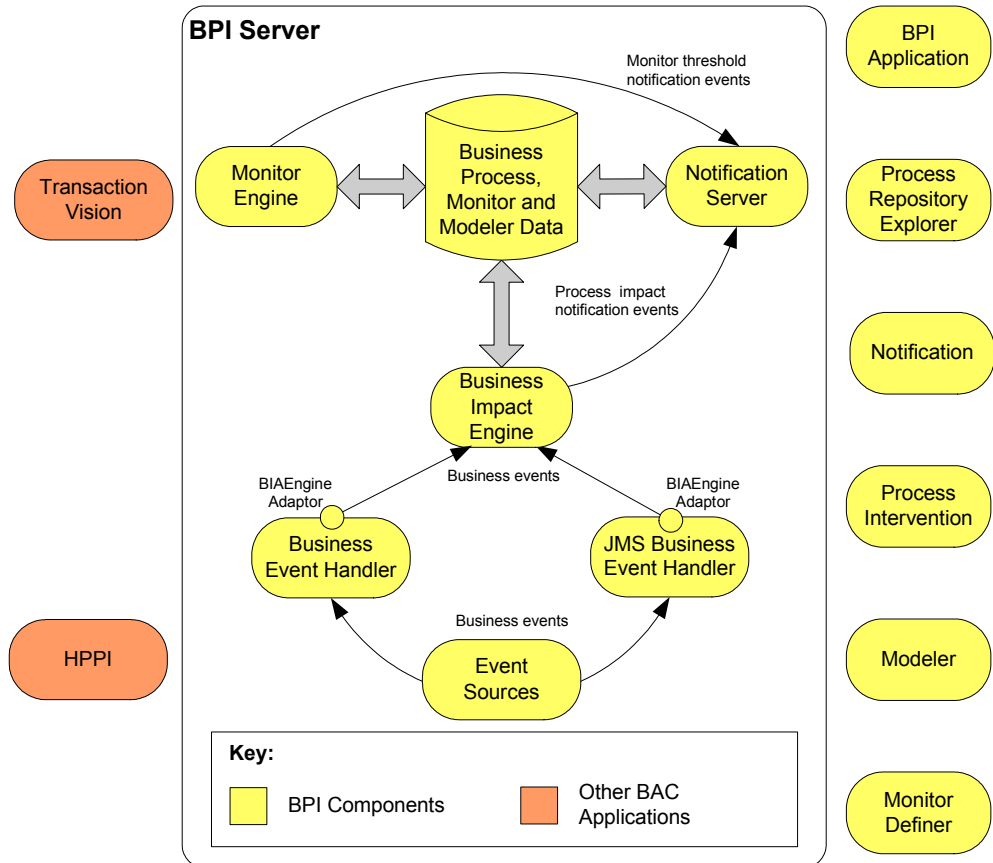 BPI Server
BPI
Application
Monitor threshold
notification events
Transaction
Vision
Monitor
Engine
Business
Process,
Monitor and
Modeler Data
Notification
Server
Process
Repository
Explorer
Process impact
notification events
Notification
Business
Impact
Engine
BIAEngine
Adaptor
Business events
BIAEngine
Adaptor
Process
Intervention
Business
Event Handler
JMS Business
Event Handler
HPPI
Business events
Event
Sources
Modeler
Key:
BPI Components
Other BAC
Applications
Monitor
Definer